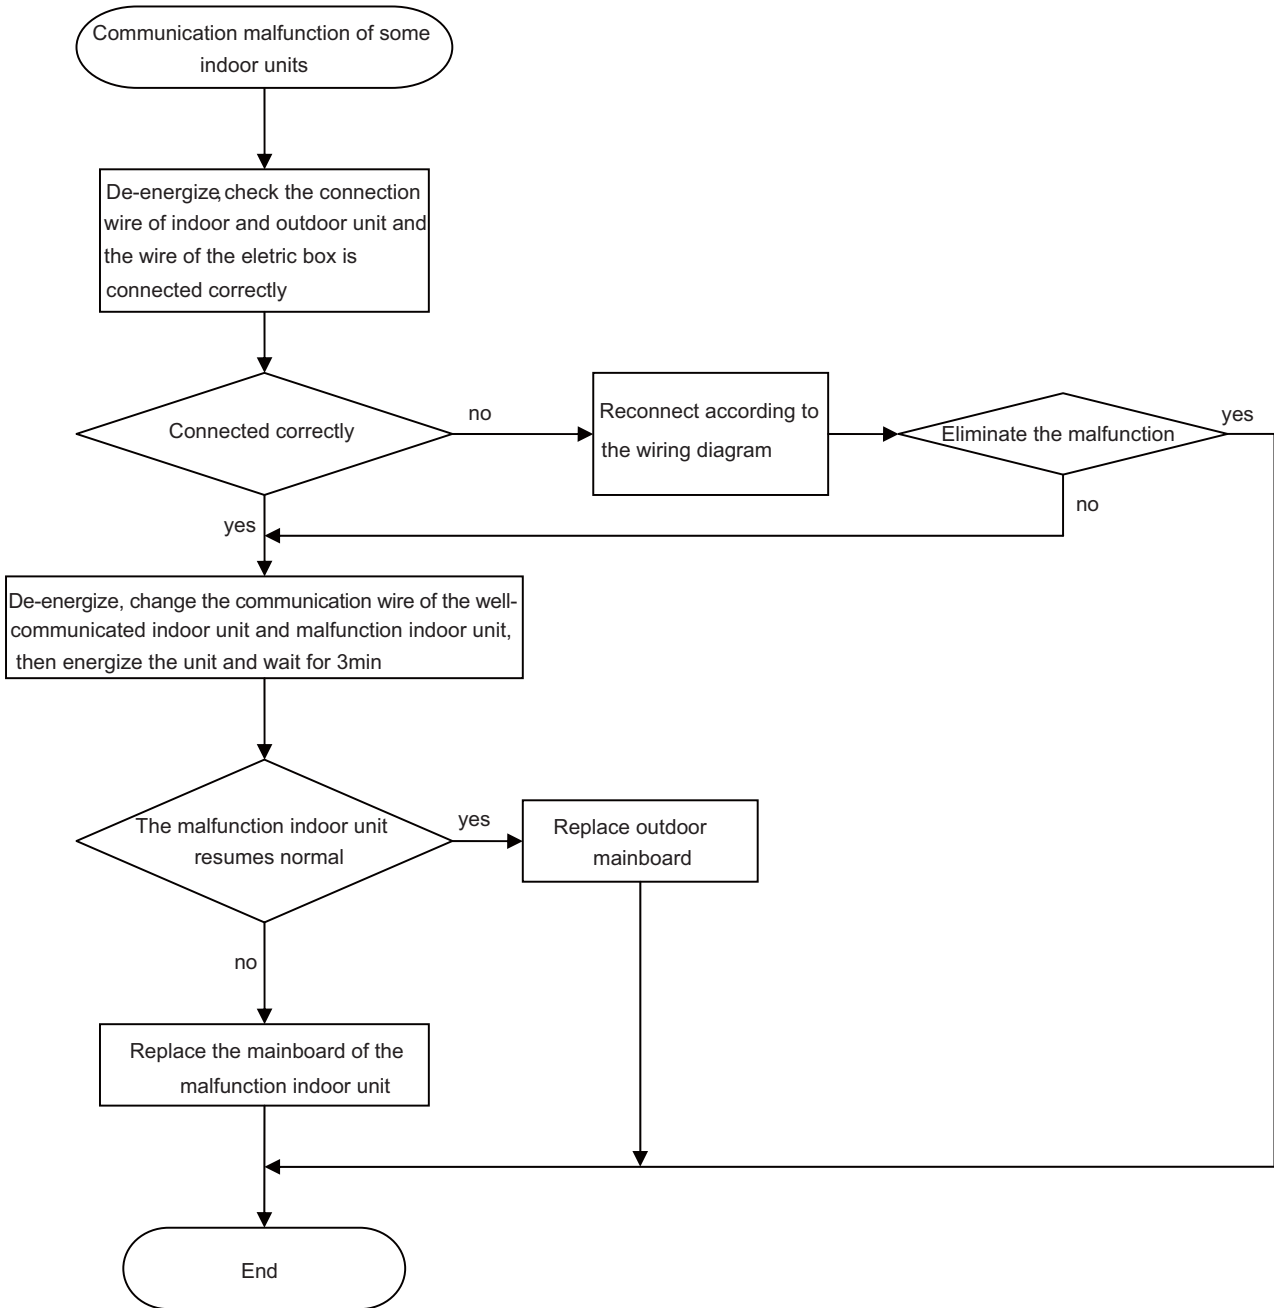 Communication malfunction of some
indoor units
De-energize,check the connection
wire of indoor and outdoor unit and
the wire of the eletric box is
connected correctly
Connected correctly
no
Reconnect according to
the wiring diagram
Eliminate the malfunction
yes
no
yes
De-energize, change the communication wire of the well-
communicated indoor unit and malfunction indoor unit,
then energize the unit and wait for 3min
The malfunction indoor unit
resumes normal
yes
Replace outdoor
mainboard
no
Replace the mainboard of the
malfunction indoor unit
End